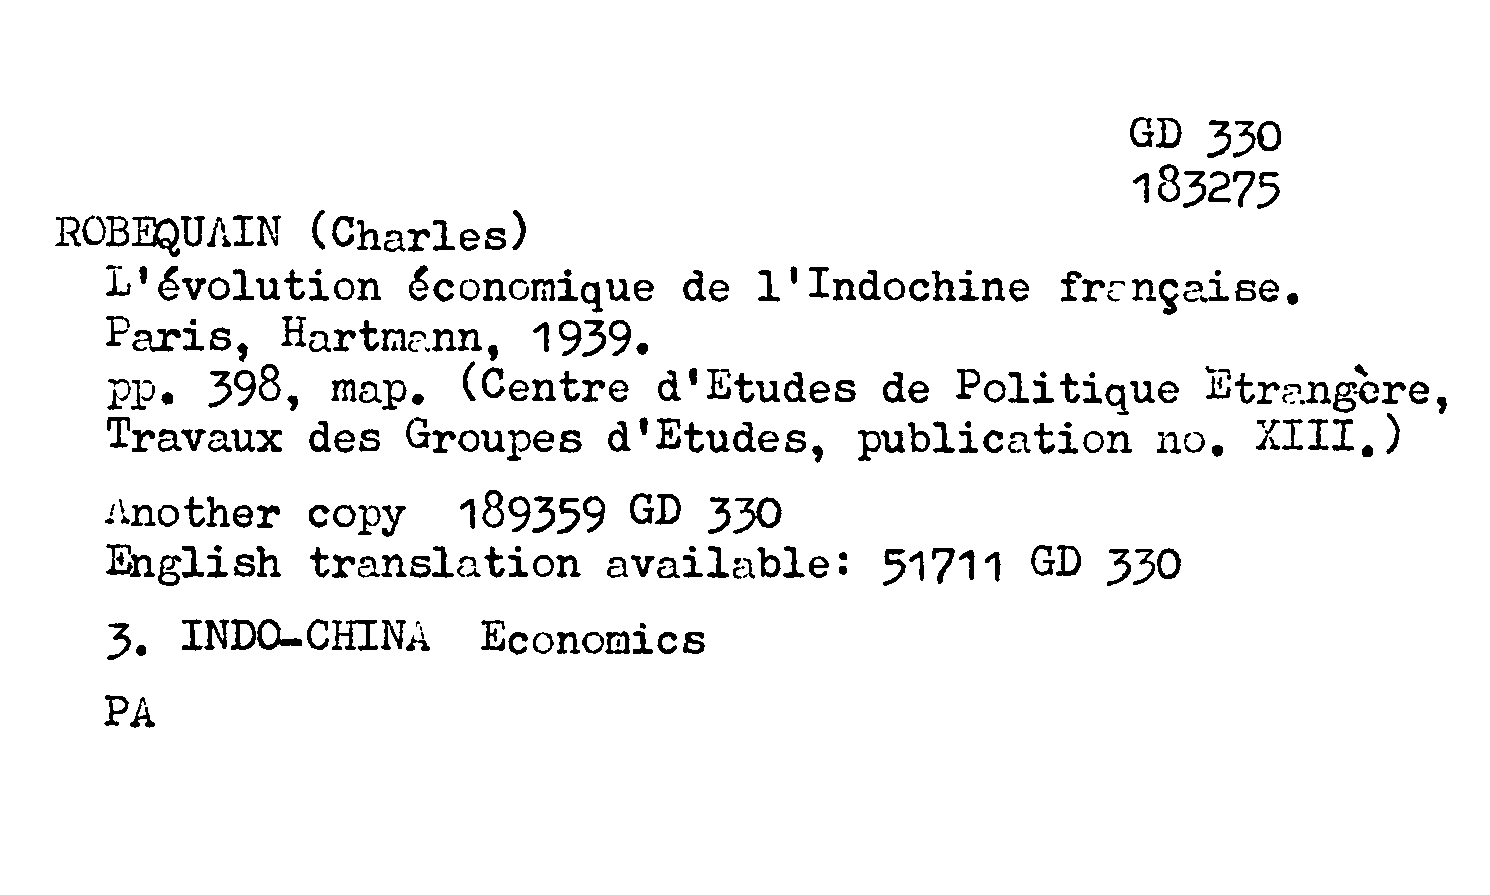 GD 330
183275
ROBEQUAIN (Charles)
L'évolution économique de l'Indochine française.
Paris, Hartmann, 1939.
pp. 398, map. (Centre d'Etudes de Politique Etrangère,
Travaux des Groupes d'Etudes, publication no. XIII.)
Another copy 189359 GD 330
English translation available: 51711 GD 330
3. INDO-CHINA Economics
PA